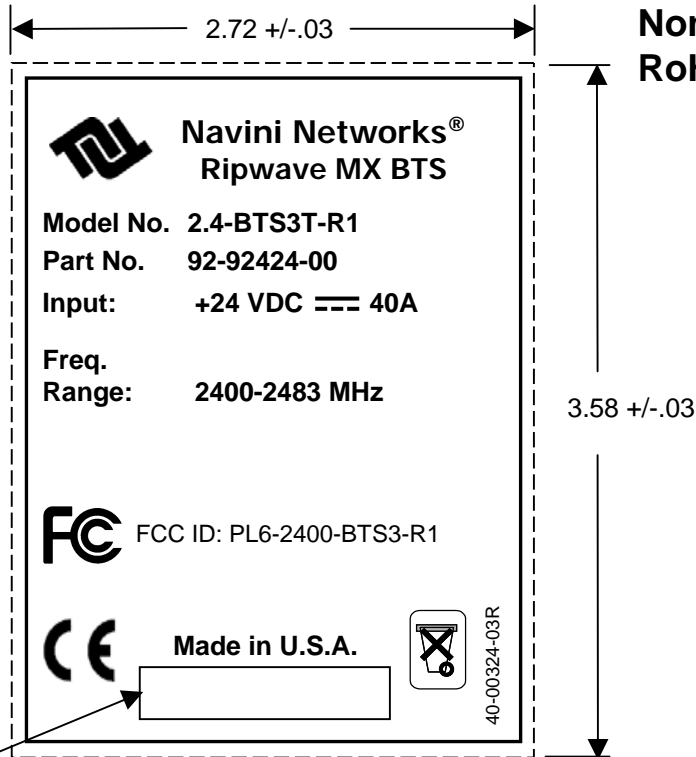 2.72 +/-.03
Navini Networks®
Ripwave MX BTS
Model No. 2.4-BTS3T-R1
Part No. 92-92424-00
Input: +24 VDC 40A
Freq.
Range: 2400-2483 MHz
3.58 +/-.03
FC FCC ID: PL6-2400-BTS3-R1
CE Made in U.S.A.
40-00324-03R